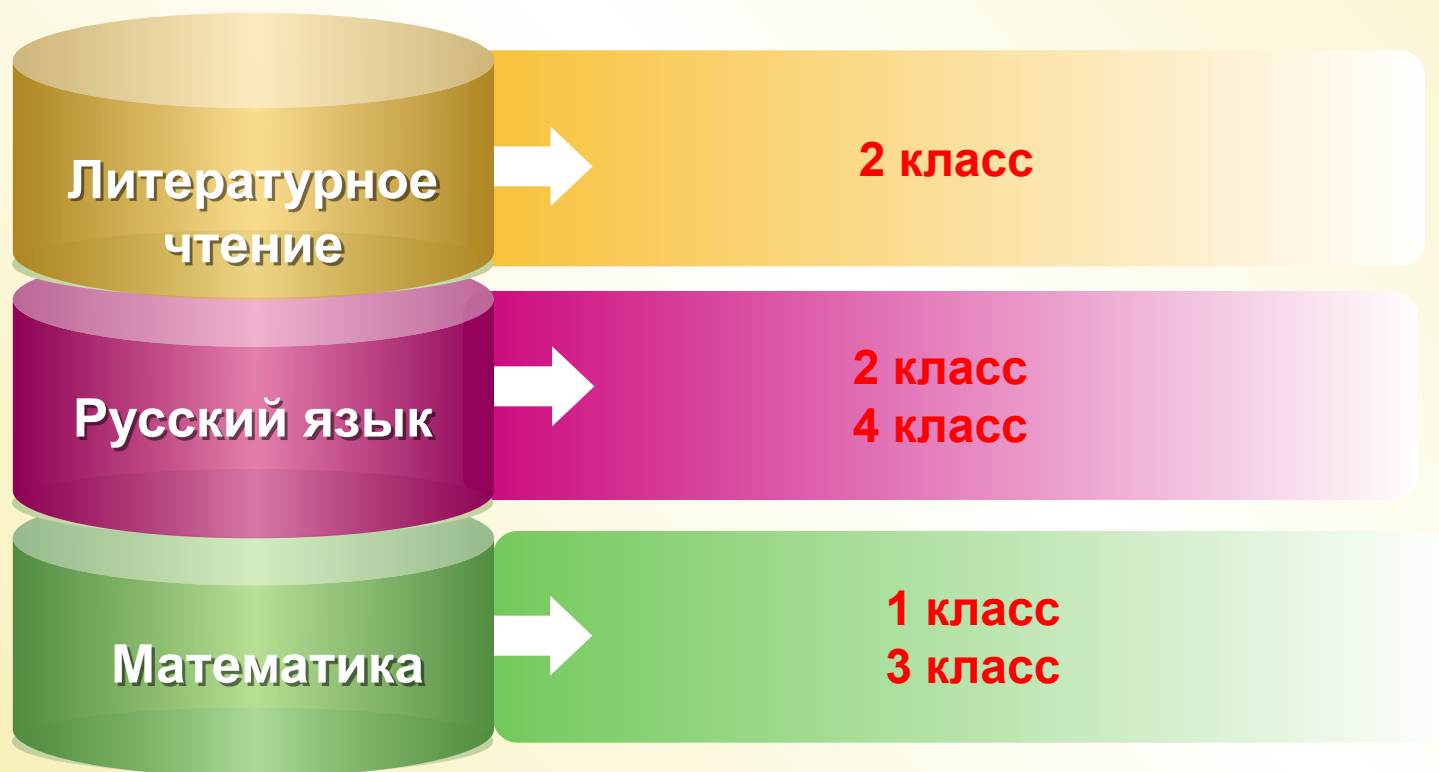 Литературное
чтение
2 класс
Русский язык
2 класс
4 класс
Математика
1 класс
3 класс